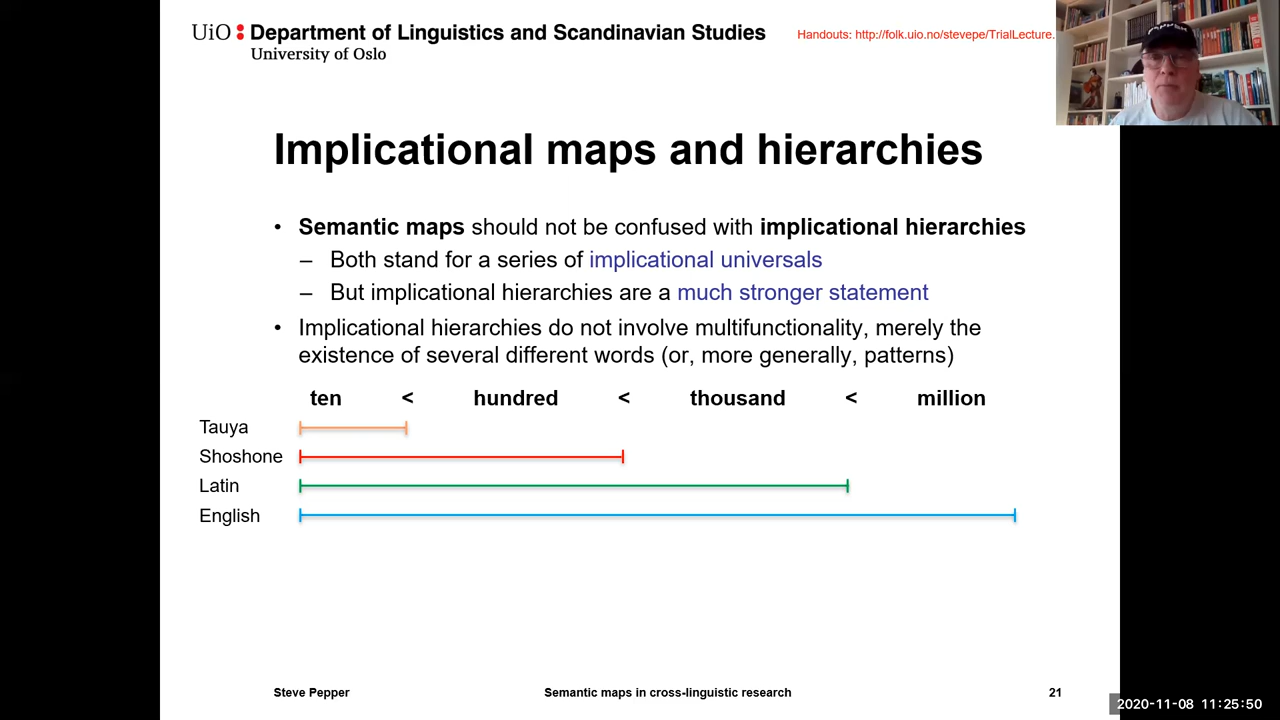 UiO : Department of Linguistics and Scandinavian Studies
University of Oslo
Handouts: http://folk.uio.no/stevepe/TrialLecture.
Implicational maps and hierarchies
• Semantic maps should not be confused with implicational hierarchies
– Both stand for a series of implicational universals
– But implicational hierarchies are a much stronger statement
• Implicational hierarchies do not involve multifunctionality, merely the
existence of several different words (or, more generally, patterns)
ten < hundred < thousand < million
Tauya
Shoshone
Latin
English
Steve Pepper Semantic maps in cross-linguistic research 21
2020-11-08 11:25:50